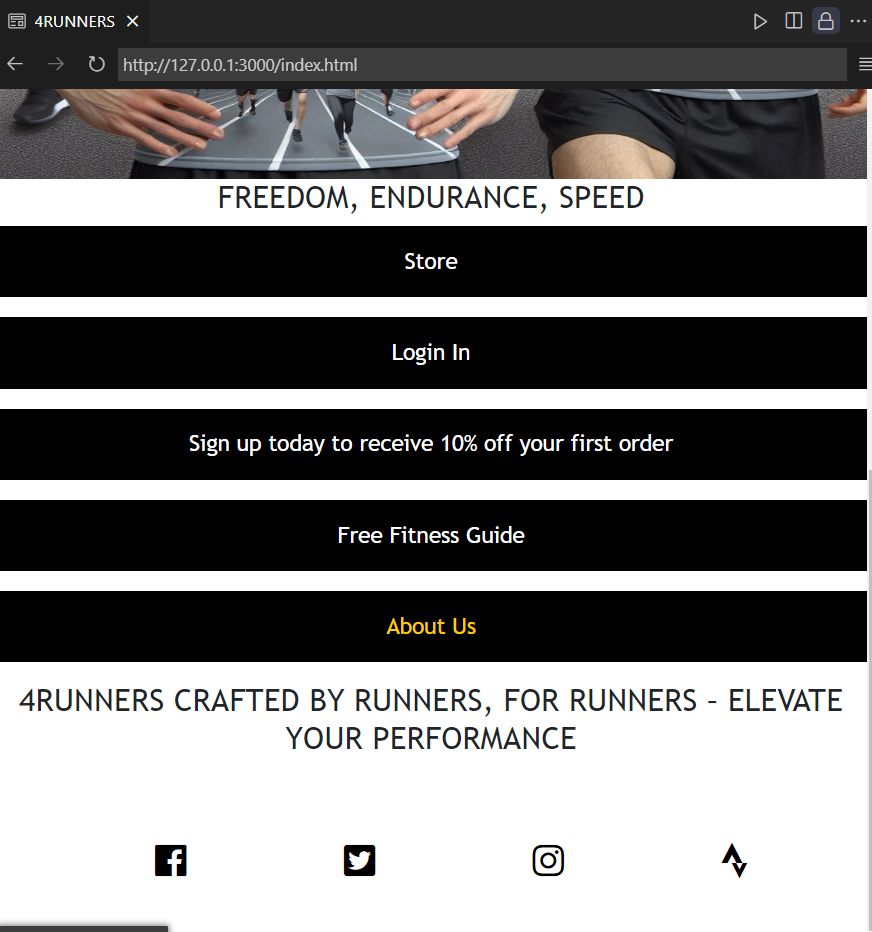 4RUNNERS
http://127.0.0.1:3000/index.html
FREEDOM, ENDURANCE, SPEED
Store
Login In
Sign up today to receive 10% off your first order
Free Fitness Guide
About Us
4RUNNERS CRAFTED BY RUNNERS, FOR RUNNERS – ELEVATE
YOUR PERFORMANCE